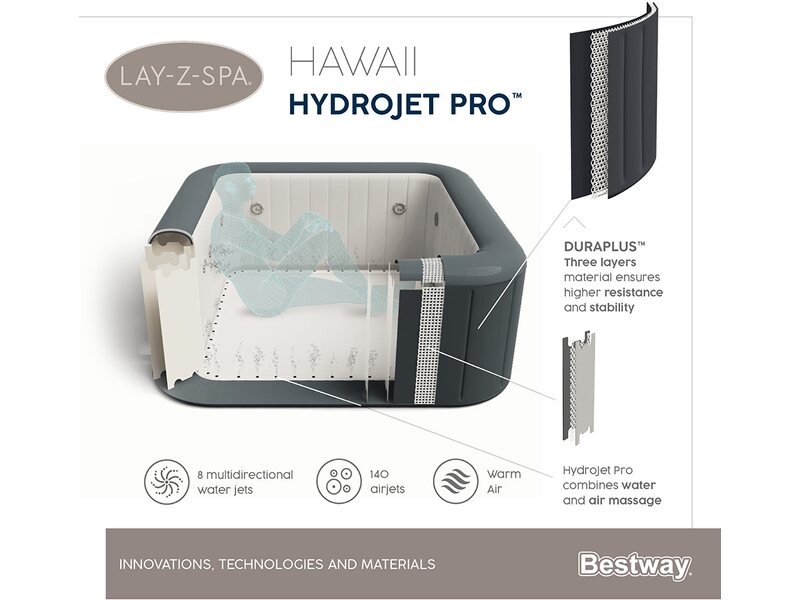 LAY-Z-SPA®
HAWAII
HYDROJET PRO™
DURAPLUS™
Three layers
material ensures
higher resistance
and stability
8 multidirectional
water jets
140
airjets
Warm
Air
Hydrojet Pro
combines water
and air massage
INNOVATIONS, TECHNOLOGIES AND MATERIALS
Bestway®